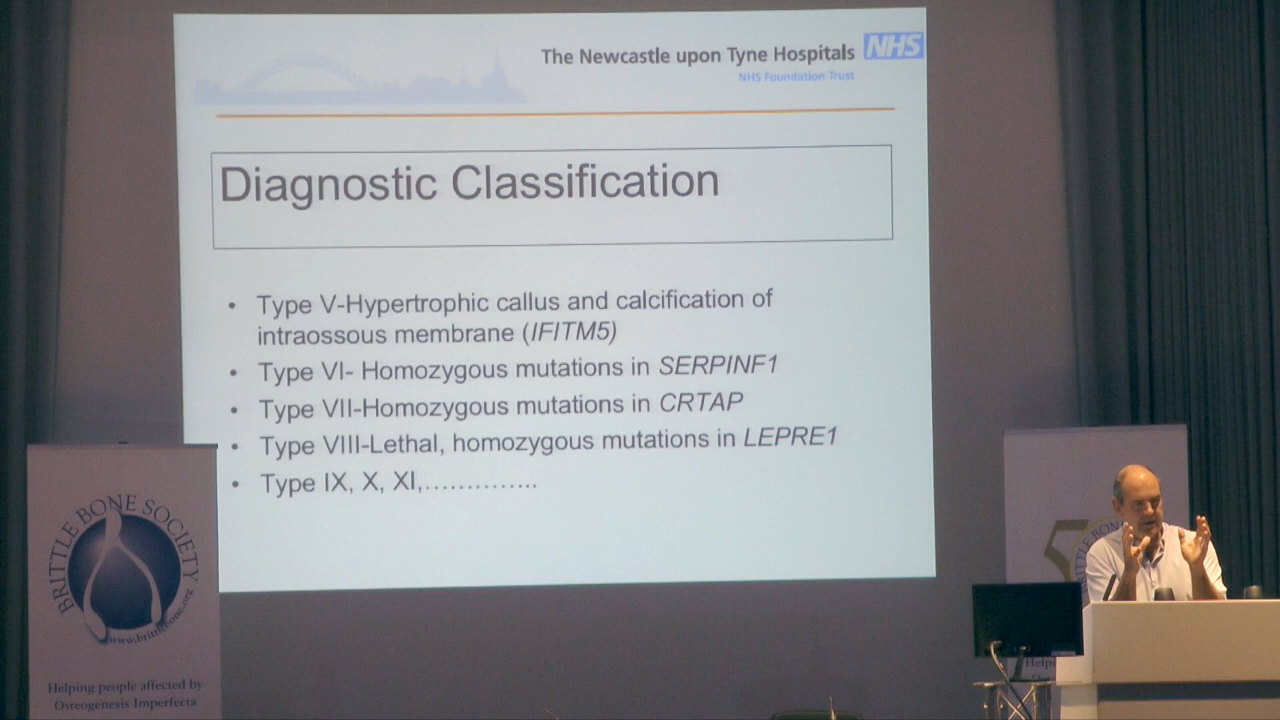 The Newcastle upon Tyne Hospitals NHS
NHS Foundation Trust
Diagnostic Classification
• Type V-Hypertrophic callus and calcification of
intraossous membrane (IFITM5)
• Type VI- Homozygous mutations in SERPINF1
• Type VII-Homozygous mutations in CRTAP
• Type VIII-Lethal, homozygous mutations in LEPRE1
• Type IX, X, XI,…………..
BRITTLE BONE SOCIETY
www.brittlebone.org
Helping people affected by
Osteogenesis Imperfecta